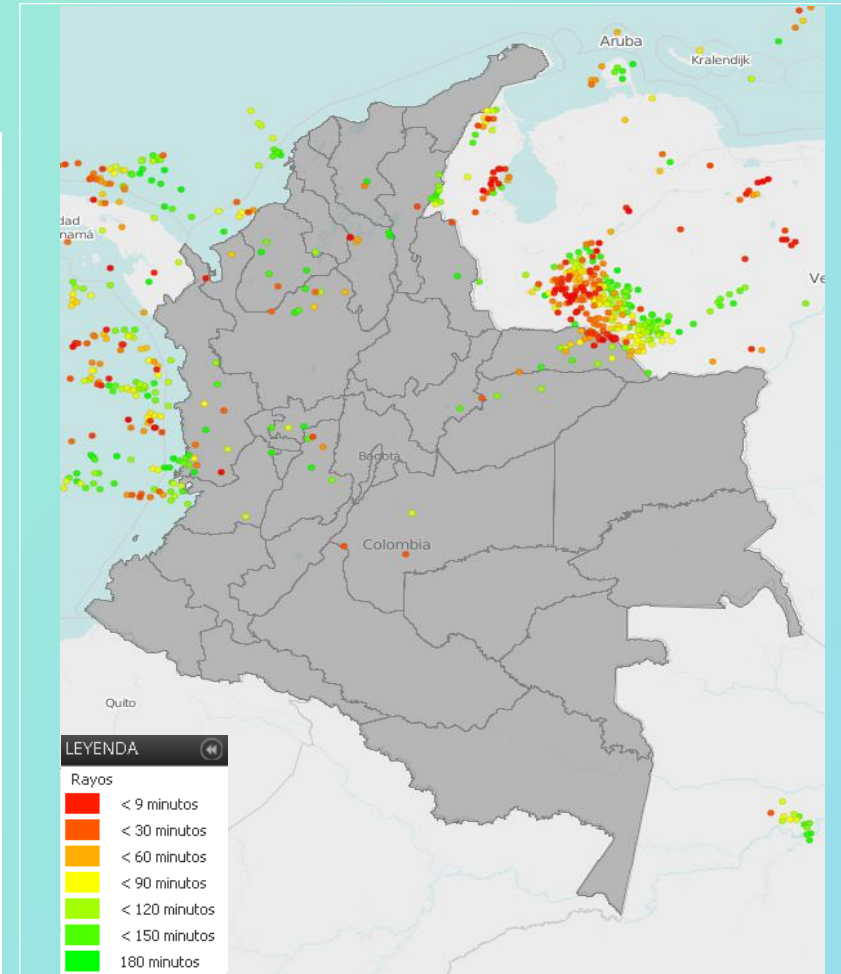 Aruba
Kralendijk
dad
namá
Ve
Bogotá
Colombia
Quito
LEYENDA
Rayos
< 9 minutos
< 30 minutos
< 60 minutos
< 90 minutos
< 120 minutos
< 150 minutos
180 minutos